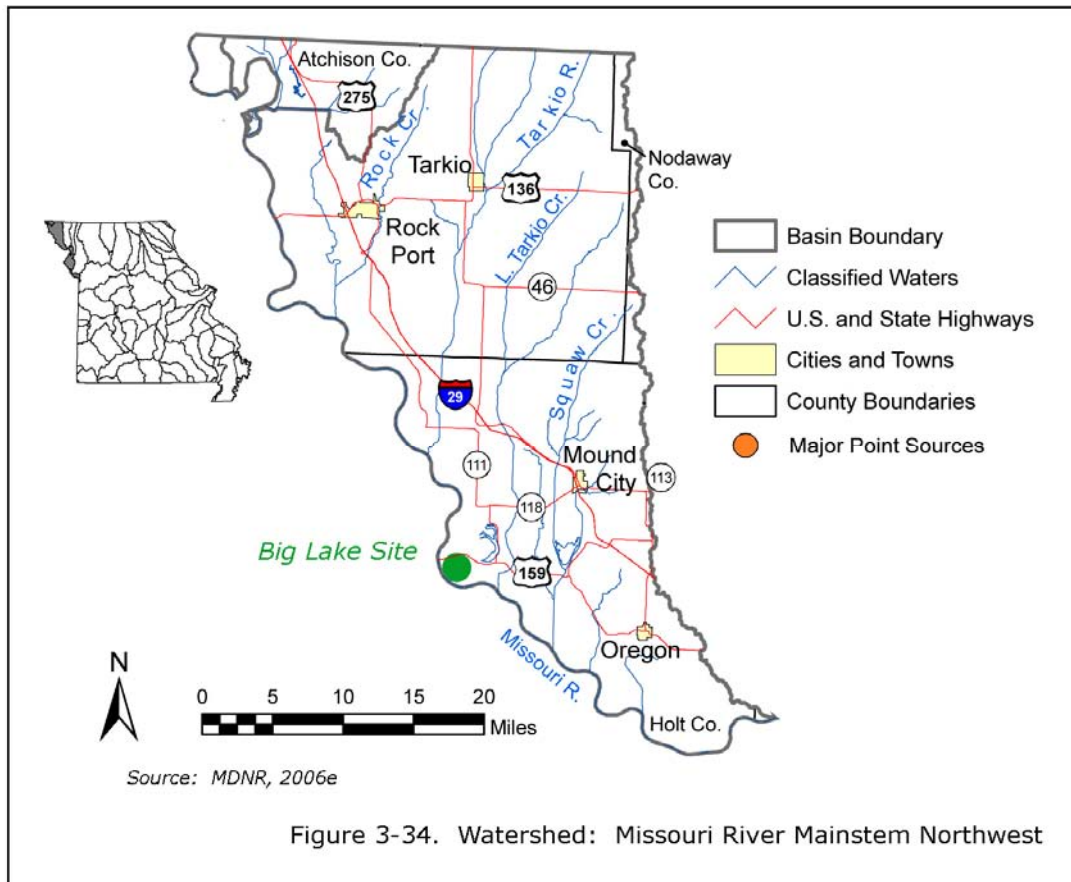 Atchison Co.
275
Rock Cr.
Tarkio R.
Tarkio
136
Nodaway
Co.
Rock
Port
L. Tarkio Cr.
46
Squaw Cr.
29
Mound
City
111
113
118
Big Lake Site
159
Missouri R.
Oregon
Holt Co.
Basin Boundary
Classified Waters
U.S. and State Highways
Cities and Towns
County Boundaries
Major Point Sources
N
0 5 10 15 20
Miles
Source: MDNR, 2006e
Figure 3-34. Watershed: Missouri River Mainstem Northwest